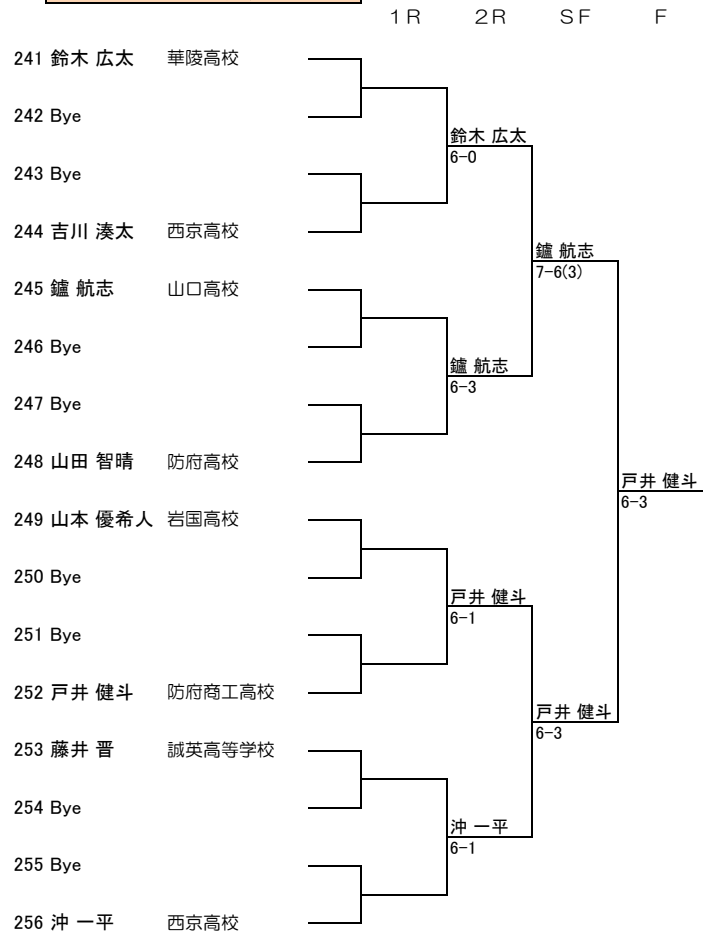 1R 2R SF F
241 鈴木 広太 華陵高校
242 Bye
鈴木 広太
6-0
243 Bye
244 吉川 湊太 西京高校
鑪 航志
7-6(3)
245 鑪 航志 山口高校
246 Bye
鑪 航志
6-3
247 Bye
248 山田 智晴 防府高校
戸井 健斗
6-3
249 山本 優希人 岩国高校
250 Bye
戸井 健斗
6-1
251 Bye
252 戸井 健斗 防府商工高校
戸井 健斗
6-3
253 藤井 晋 誠英高等学校
254 Bye
沖 一平
6-1
255 Bye
256 沖 一平 西京高校